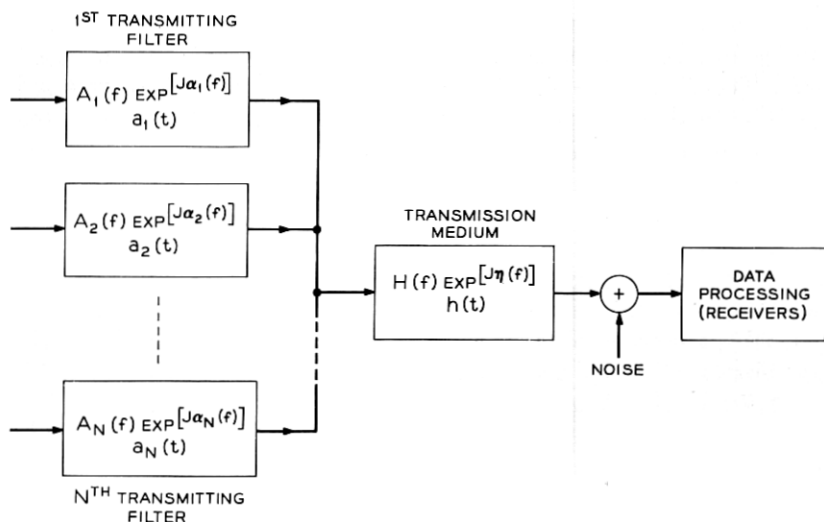 1ST TRANSMITTING
FILTER
A1(f) EXP[Jα1(f)]
a1(t)
A2(f) EXP[Jα2(f)]
a2(t)
TRANSMISSION
MEDIUM
H(f) EXP[Jη(f)]
h(t)
+
NOISE
DATA
PROCESSING
(RECEIVERS)
AN(f) EXP[JαN(f)]
aN(t)
NTH TRANSMITTING
FILTER